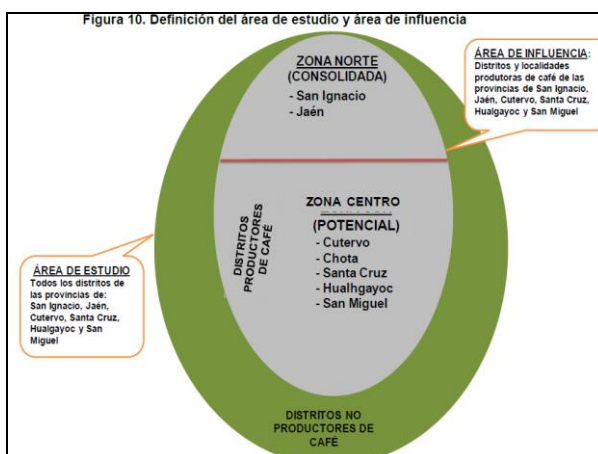 Figura 10. Definición del área de estudio y área de influencia
ZONA NORTE
(CONSOLIDADA)
- San Ignacio
- Jaén
ÁREA DE INFLUENCIA:
Distritos y localidades
produtoras de café de las
provincias de San Ignacio,
Jaén, Cutervo, Santa Cruz,
Hualgayoc y San Miguel
DISTRITOS
PRODUCTORES
DE CAFÉ
ZONA CENTRO
(POTENCIAL)
- Cutervo
- Chota
- Santa Cruz
- Hualhgayoc
- San Miguel
ÁREA DE ESTUDIO
Todos los distritos de
las provincias de:
San Ignacio, Jaén,
Cutervo, Santa Cruz,
Hualgayoc y San
Miguel
DISTRITOS NO
PRODUCTORES DE
CAFÉ